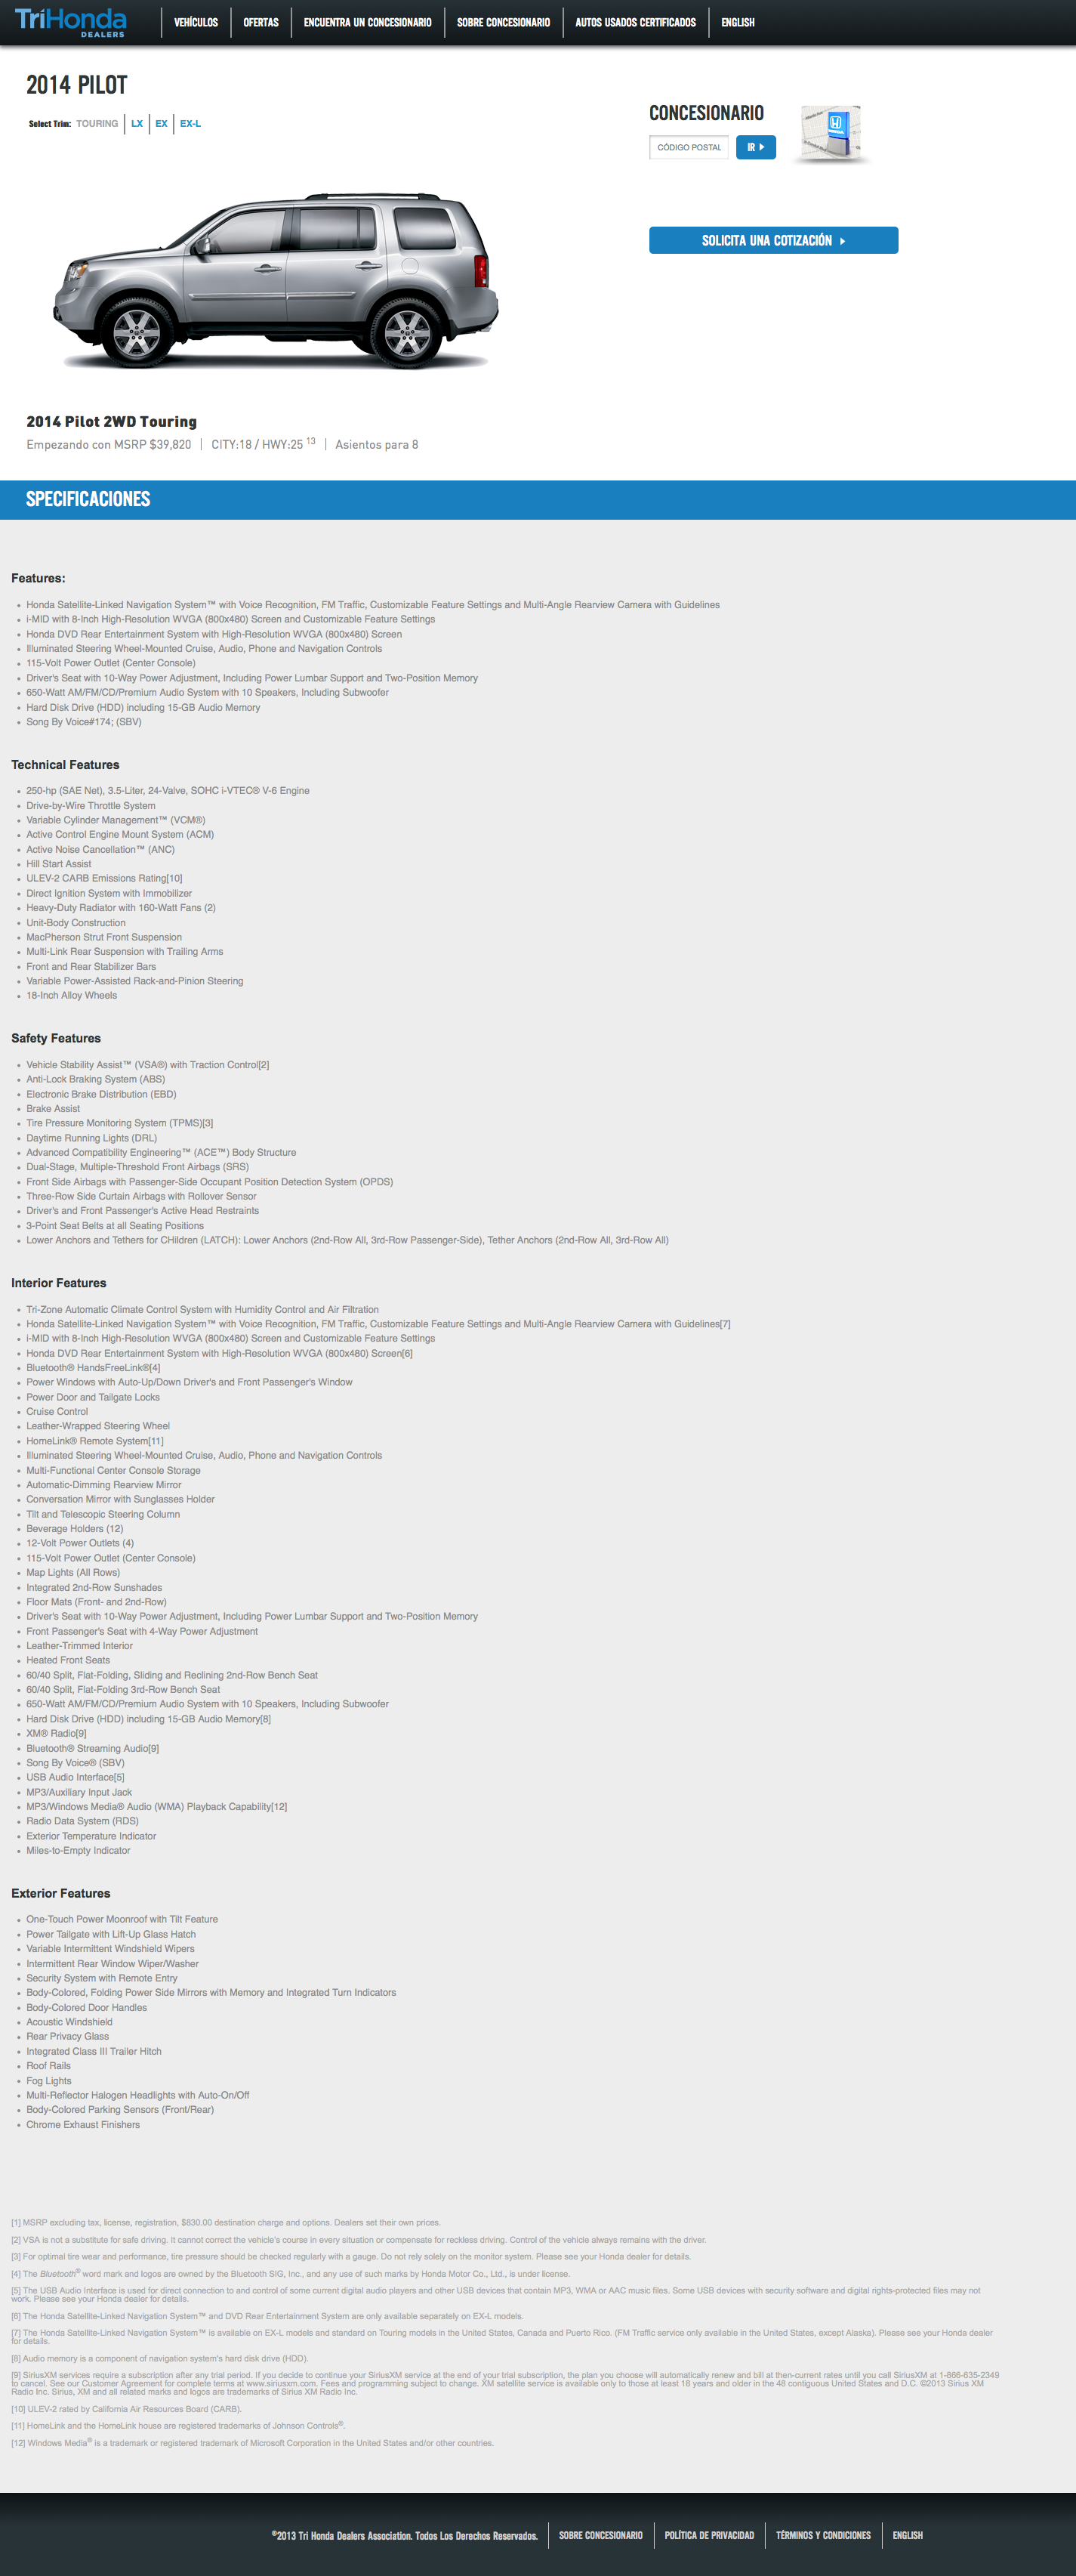 TriHonda
DEALERS
VEHÍCULOS
OFERTAS
ENCUENTRA UN CONCESIONARIO
SOBRE CONCESIONARIO
AUTOS USADOS CERTIFICADOS
ENGLISH
2014 PILOT
Select Trim: TOURING LX EX EX-L
CONCESIONARIO
CÓDIGO POSTAL
IR
SOLICITA UNA COTIZACIÓN
2014 Pilot 2WD Touring
Empezando con MSRP $39,820 | CITY:18 / HWY:25 13 | Asientos para 8
SPECIFICACIONES
Features:
Honda Satellite-Linked Navigation System™ with Voice Recognition, FM Traffic, Customizable Feature Settings and Multi-Angle Rearview Camera with Guidelines
i-MID with 8-Inch High-Resolution WVGA (800x480) Screen and Customizable Feature Settings
Honda DVD Rear Entertainment System with High-Resolution WVGA (800x480) Screen
Illuminated Steering Wheel-Mounted Cruise, Audio, Phone and Navigation Controls
115-Volt Power Outlet (Center Console)
Driver's Seat with 10-Way Power Adjustment, Including Power Lumbar Support and Two-Position Memory
650-Watt AM/FM/CD/Premium Audio System with 10 Speakers, Including Subwoofer
Hard Disk Drive (HDD) including 15-GB Audio Memory
Song By Voice#174; (SBV)
Technical Features
250-hp (SAE Net), 3.5-Liter, 24-Valve, SOHC i-VTEC® V-6 Engine
Drive-by-Wire Throttle System
Variable Cylinder Management™ (VCM®)
Active Control Engine Mount System (ACM)
Active Noise Cancellation™ (ANC)
Hill Start Assist
ULEV-2 CARB Emissions Rating[10]
Direct Ignition System with Immobilizer
Heavy-Duty Radiator with 160-Watt Fans (2)
Unit-Body Construction
MacPherson Strut Front Suspension
Multi-Link Rear Suspension with Trailing Arms
Front and Rear Stabilizer Bars
Variable Power-Assisted Rack-and-Pinion Steering
18-Inch Alloy Wheels
Safety Features
Vehicle Stability Assist™ (VSA®) with Traction Control[2]
Anti-Lock Braking System (ABS)
Electronic Brake Distribution (EBD)
Brake Assist
Tire Pressure Monitoring System (TPMS)[3]
Daytime Running Lights (DRL)
Advanced Compatibility Engineering™ (ACE™) Body Structure
Dual-Stage, Multiple-Threshold Front Airbags (SRS)
Front Side Airbags with Passenger-Side Occupant Position Detection System (OPDS)
Three-Row Side Curtain Airbags with Rollover Sensor
Driver's and Front Passenger's Active Head Restraints
3-Point Seat Belts at all Seating Positions
Lower Anchors and Tethers for CHildren (LATCH): Lower Anchors (2nd-Row All, 3rd-Row Passenger-Side), Tether Anchors (2nd-Row All, 3rd-Row All)
Interior Features
Tri-Zone Automatic Climate Control System with Humidity Control and Air Filtration
Honda Satellite-Linked Navigation System™ with Voice Recognition, FM Traffic, Customizable Feature Settings and Multi-Angle Rearview Camera with Guidelines[7]
i-MID with 8-Inch High-Resolution WVGA (800x480) Screen and Customizable Feature Settings
Honda DVD Rear Entertainment System with High-Resolution WVGA (800x480) Screen[6]
Bluetooth® HandsFreeLink®[4]
Power Windows with Auto-Up/Down Driver's and Front Passenger's Window
Power Door and Tailgate Locks
Cruise Control
Leather-Wrapped Steering Wheel
HomeLink® Remote System[11]
Illuminated Steering Wheel-Mounted Cruise, Audio, Phone and Navigation Controls
Multi-Functional Center Console Storage
Automatic-Dimming Rearview Mirror
Conversation Mirror with Sunglasses Holder
Tilt and Telescopic Steering Column
Beverage Holders (12)
12-Volt Power Outlets (4)
115-Volt Power Outlet (Center Console)
Map Lights (All Rows)
Integrated 2nd-Row Sunshades
Floor Mats (Front- and 2nd-Row)
Driver's Seat with 10-Way Power Adjustment, Including Power Lumbar Support and Two-Position Memory
Front Passenger's Seat with 4-Way Power Adjustment
Leather-Trimmed Interior
Heated Front Seats
60/40 Split, Flat-Folding, Sliding and Reclining 2nd-Row Bench Seat
60/40 Split, Flat-Folding 3rd-Row Bench Seat
650-Watt AM/FM/CD/Premium Audio System with 10 Speakers, Including Subwoofer
Hard Disk Drive (HDD) including 15-GB Audio Memory[8]
XM® Radio[9]
Bluetooth® Streaming Audio[9]
Song By Voice® (SBV)
USB Audio Interface[5]
MP3/Auxiliary Input Jack
MP3/Windows Media® Audio (WMA) Playback Capability[12]
Radio Data System (RDS)
Exterior Temperature Indicator
Miles-to-Empty Indicator
Exterior Features
One-Touch Power Moonroof with Tilt Feature
Power Tailgate with Lift-Up Glass Hatch
Variable Intermittent Windshield Wipers
Intermittent Rear Window Wiper/Washer
Security System with Remote Entry
Body-Colored, Folding Power Side Mirrors with Memory and Integrated Turn Indicators
Body-Colored Door Handles
Acoustic Windshield
Rear Privacy Glass
Integrated Class III Trailer Hitch
Roof Rails
Fog Lights
Multi-Reflector Halogen Headlights with Auto-On/Off
Body-Colored Parking Sensors (Front/Rear)
Chrome Exhaust Finishers
[1] MSRP excluding tax, license, registration, $830.00 destination charge and options. Dealers set their own prices.
[2] VSA is not a substitute for safe driving. It cannot correct the vehicle's course in every situation or compensate for reckless driving. Control of the vehicle always remains with the driver.
[3] For optimal tire wear and performance, tire pressure should be checked regularly with a gauge. Do not rely solely on the monitor system. Please see your Honda dealer for details.
[4] The Bluetooth® word mark and logos are owned by the Bluetooth SIG, Inc., and any use of such marks by Honda Motor Co., Ltd., is under license.
[5] The USB Audio Interface is used for direct connection to and control of some current digital audio players and other USB devices that contain MP3, WMA or AAC music files. Some USB devices with security software and digital rights-protected files may not
work. Please see your Honda dealer for details.
[6] The Honda Satellite-Linked Navigation System™ and DVD Rear Entertainment System are only available separately on EX-L models.
[7] The Honda Satellite-Linked Navigation System™ is available on EX-L models and standard on Touring models in the United States, Canada and Puerto Rico. (FM Traffic service only available in the United States, except Alaska). Please see your Honda dealer
for details.
[8] Audio memory is a component of navigation system's hard disk drive (HDD).
[9] SiriusXM services require a subscription after any trial period. If you decide to continue your SiriusXM service at the end of your trial subscription, the plan you choose will automatically renew and bill at then-current rates until you call SiriusXM at 1-866-635-2349
to cancel. See our Customer Agreement for complete terms at www.siriusxm.com. Fees and programming subject to change. XM satellite service is available only to those at least 18 years and older in the 48 contiguous United States and D.C. ©2013 Sirius XM
Radio Inc. Sirius, XM and all related marks and logos are trademarks of Sirius XM Radio Inc.
[10] ULEV-2 rated by California Air Resources Board (CARB).
[11] HomeLink and the HomeLink house are registered trademarks of Johnson Controls®.
[12] Windows Media® is a trademark or registered trademark of Microsoft Corporation in the United States and/or other countries.
©2013 Tri Honda Dealers Association. Todos Los Derechos Reservados.
SOBRE CONCESIONARIO
POLÍTICA DE PRIVACIDAD
TÉRMINOS Y CONDICIONES
ENGLISH